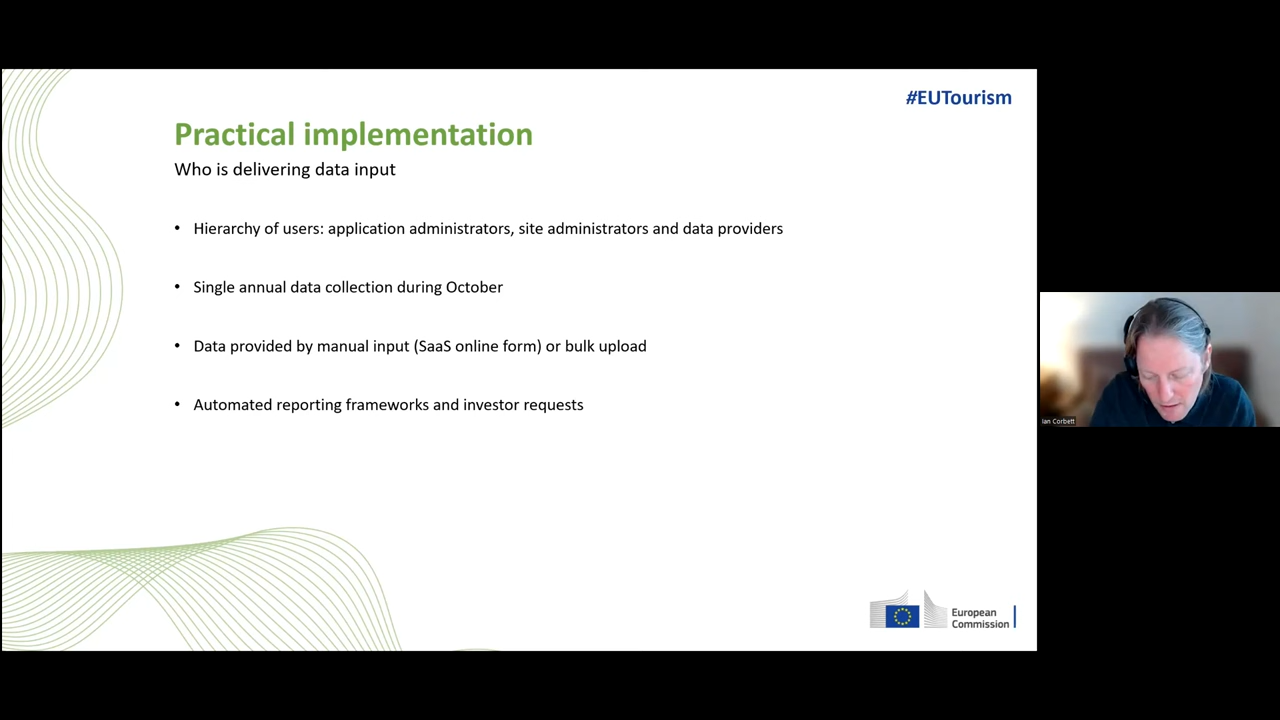 #EUTourism
Practical implementation
Who is delivering data input
• Hierarchy of users: application administrators, site administrators and data providers
• Single annual data collection during October
• Data provided by manual input (SaaS online form) or bulk upload
• Automated reporting frameworks and investor requests
Ian Corbett
European
Commission